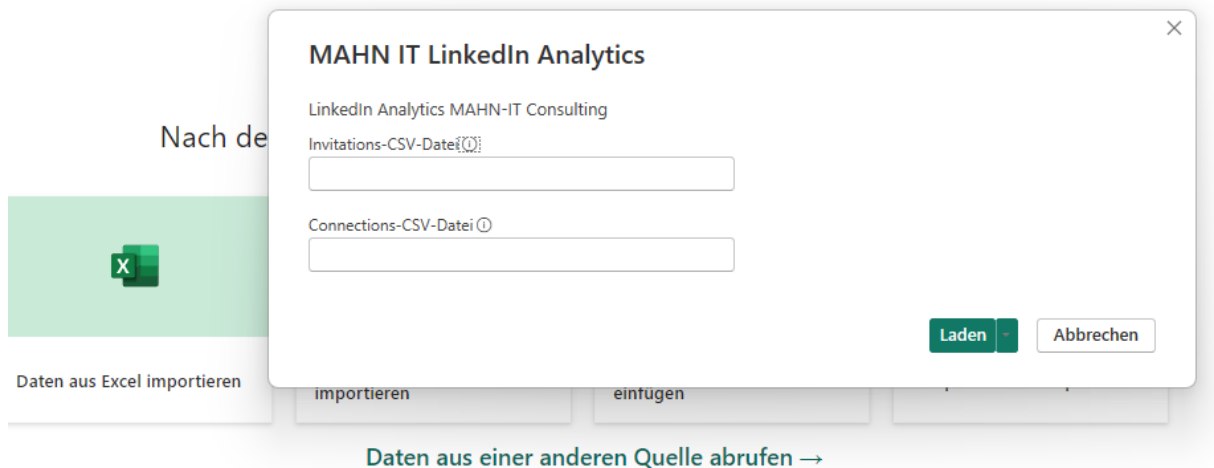 MAHN IT LinkedIn Analytics
LinkedIn Analytics MAHN-IT Consulting
Nach de
Invitations-CSV-Datei
Connections-CSV-Datei
Laden
Abbrechen
Daten aus Excel importieren
importieren
einfügen
Daten aus einer anderen Quelle abrufen →